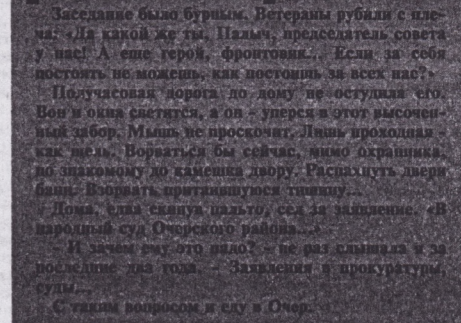 Заседание было бурным. Ветераны рубили с пле-
ча: «Да какой же ты, Палыч, председатель совета
у нас! А еще герой, фронтовик... Если за себя
постоять не можешь, как постоишь за всех нас?»
Получасовая дорога до дому не остудила его.
Вон и окна светятся, а он - уперся в этот высочен-
ный забор. Мышь не проскочит. Лишь проходная -
как щель. Ворваться бы сейчас, мимо охранника,
по знакомому до камешка двору. Распахнуть двери
бани. Взорвать притаившуюся тишину...
Дома, едва скинув пальто, сел за заявление. «В
народный суд Очерского района...»
- И зачем ему это надо? - не раз слышала я за
последние два года. - Заявления в прокуратуры,
суды...
С таким вопросом и еду в Очер.